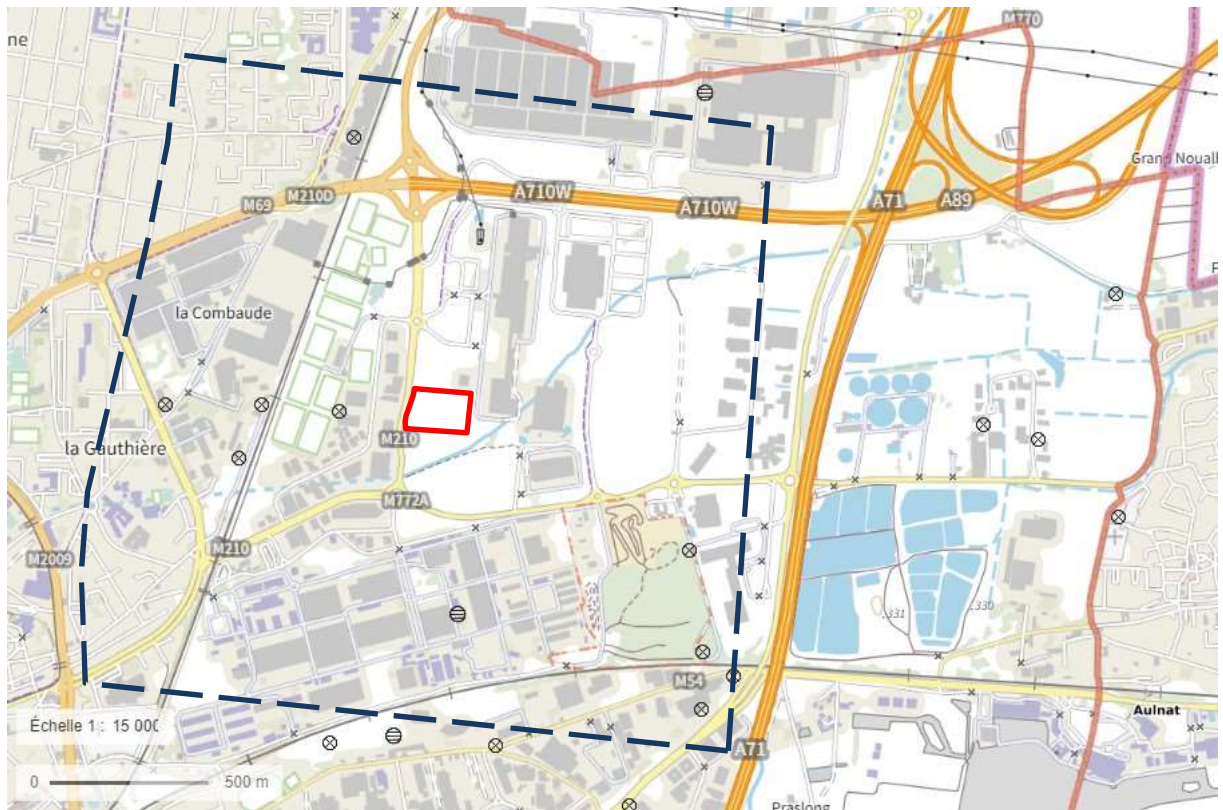 ne
M770
Grand Noualh
A710W
A710W
A71
A89
M69
M210D
P
la Combaude
la Gauthière
M210
M772A
M210
M2009
331
330
M54
Aulnat
A71
Praslong
Échelle 1 : 15 000
0
500 m